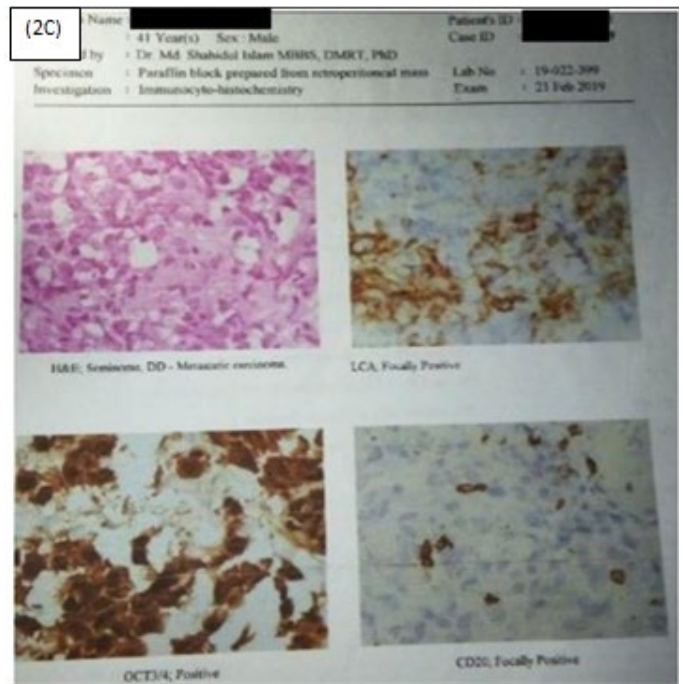 (2C)
Name :
Patient's ID :
: 41 Year(s) Sex : Male
Case ID
by : Dr. Md. Shahidul Islam MBBS, DMRT, PhD
Specimen : Paraffin block prepared from retroperitoneal mass
Lab No : 19-022-399
Investigation : Immunocyto-histochemistry
Exam : 21 Feb 2019
H&E; Seminoma, DD - Metastatic carcinoma.
LCA, Focally Positive
OCT3/4; Positive
CD20, Focally Positive